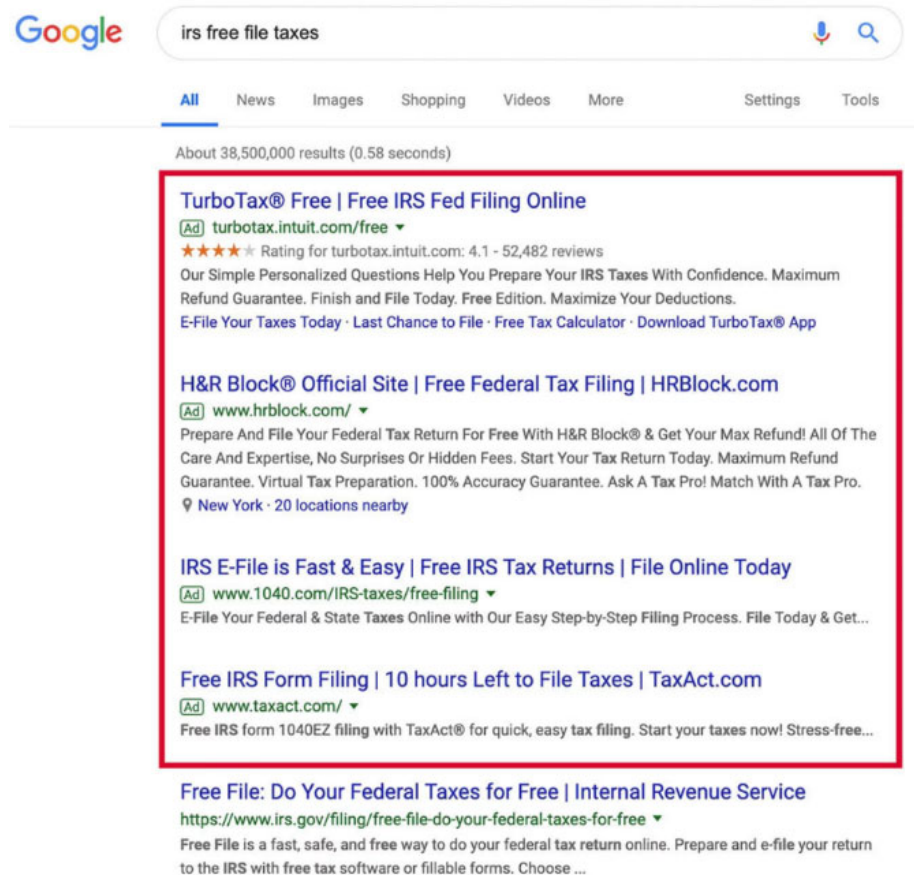 Google
irs free file taxes
All News Images Shopping Videos More Settings Tools
About 38,500,000 results (0.58 seconds)
TurboTax® Free | Free IRS Fed Filing Online
Ad turbotax.intuit.com/free
Rating for turbotax.intuit.com: 4.1 - 52,482 reviews
Our Simple Personalized Questions Help You Prepare Your IRS Taxes With Confidence. Maximum
Refund Guarantee. Finish and File Today. Free Edition. Maximize Your Deductions.
E-File Your Taxes Today · Last Chance to File · Free Tax Calculator · Download TurboTax® App
H&R Block® Official Site | Free Federal Tax Filing | HRBlock.com
Ad www.hrblock.com/
Prepare And File Your Federal Tax Return For Free With H&R Block® & Get Your Max Refund! All Of The
Care And Expertise, No Surprises Or Hidden Fees. Start Your Tax Return Today. Maximum Refund
Guarantee. Virtual Tax Preparation. 100% Accuracy Guarantee. Ask A Tax Pro! Match With A Tax Pro.
New York · 20 locations nearby
IRS E-File is Fast & Easy | Free IRS Tax Returns | File Online Today
Ad www.1040.com/IRS-taxes/free-filing
E-File Your Federal & State Taxes Online with Our Easy Step-by-Step Filing Process. File Today & Get...
Free IRS Form Filing | 10 hours Left to File Taxes | TaxAct.com
Ad www.taxact.com/
Free IRS form 1040EZ filing with TaxAct® for quick, easy tax filing. Start your taxes now! Stress-free...
Free File: Do Your Federal Taxes for Free | Internal Revenue Service
https://www.irs.gov/filing/free-file-do-your-federal-taxes-for-free
Free File is a fast, safe, and free way to do your federal tax return online. Prepare and e-file your return
to the IRS with free tax software or fillable forms. Choose ...